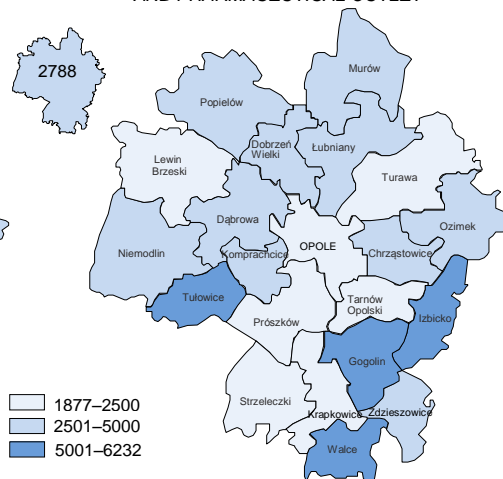 2788
Murów
Popielów
Dobrzeń
Wielki
Łubniany
Lewin
Brzeski
Turawa
Dąbrowa
Ozimek
OPOLE
Niemodlin
Komprachcice
Chrząstowice
Tułowice
Tarnów
Opolski
Izbicko
Prószków
Gogolin
Strzeleczki
Krapkowice
Zdzieszowice
Walce
1877–2500
2501–5000
5001–6232